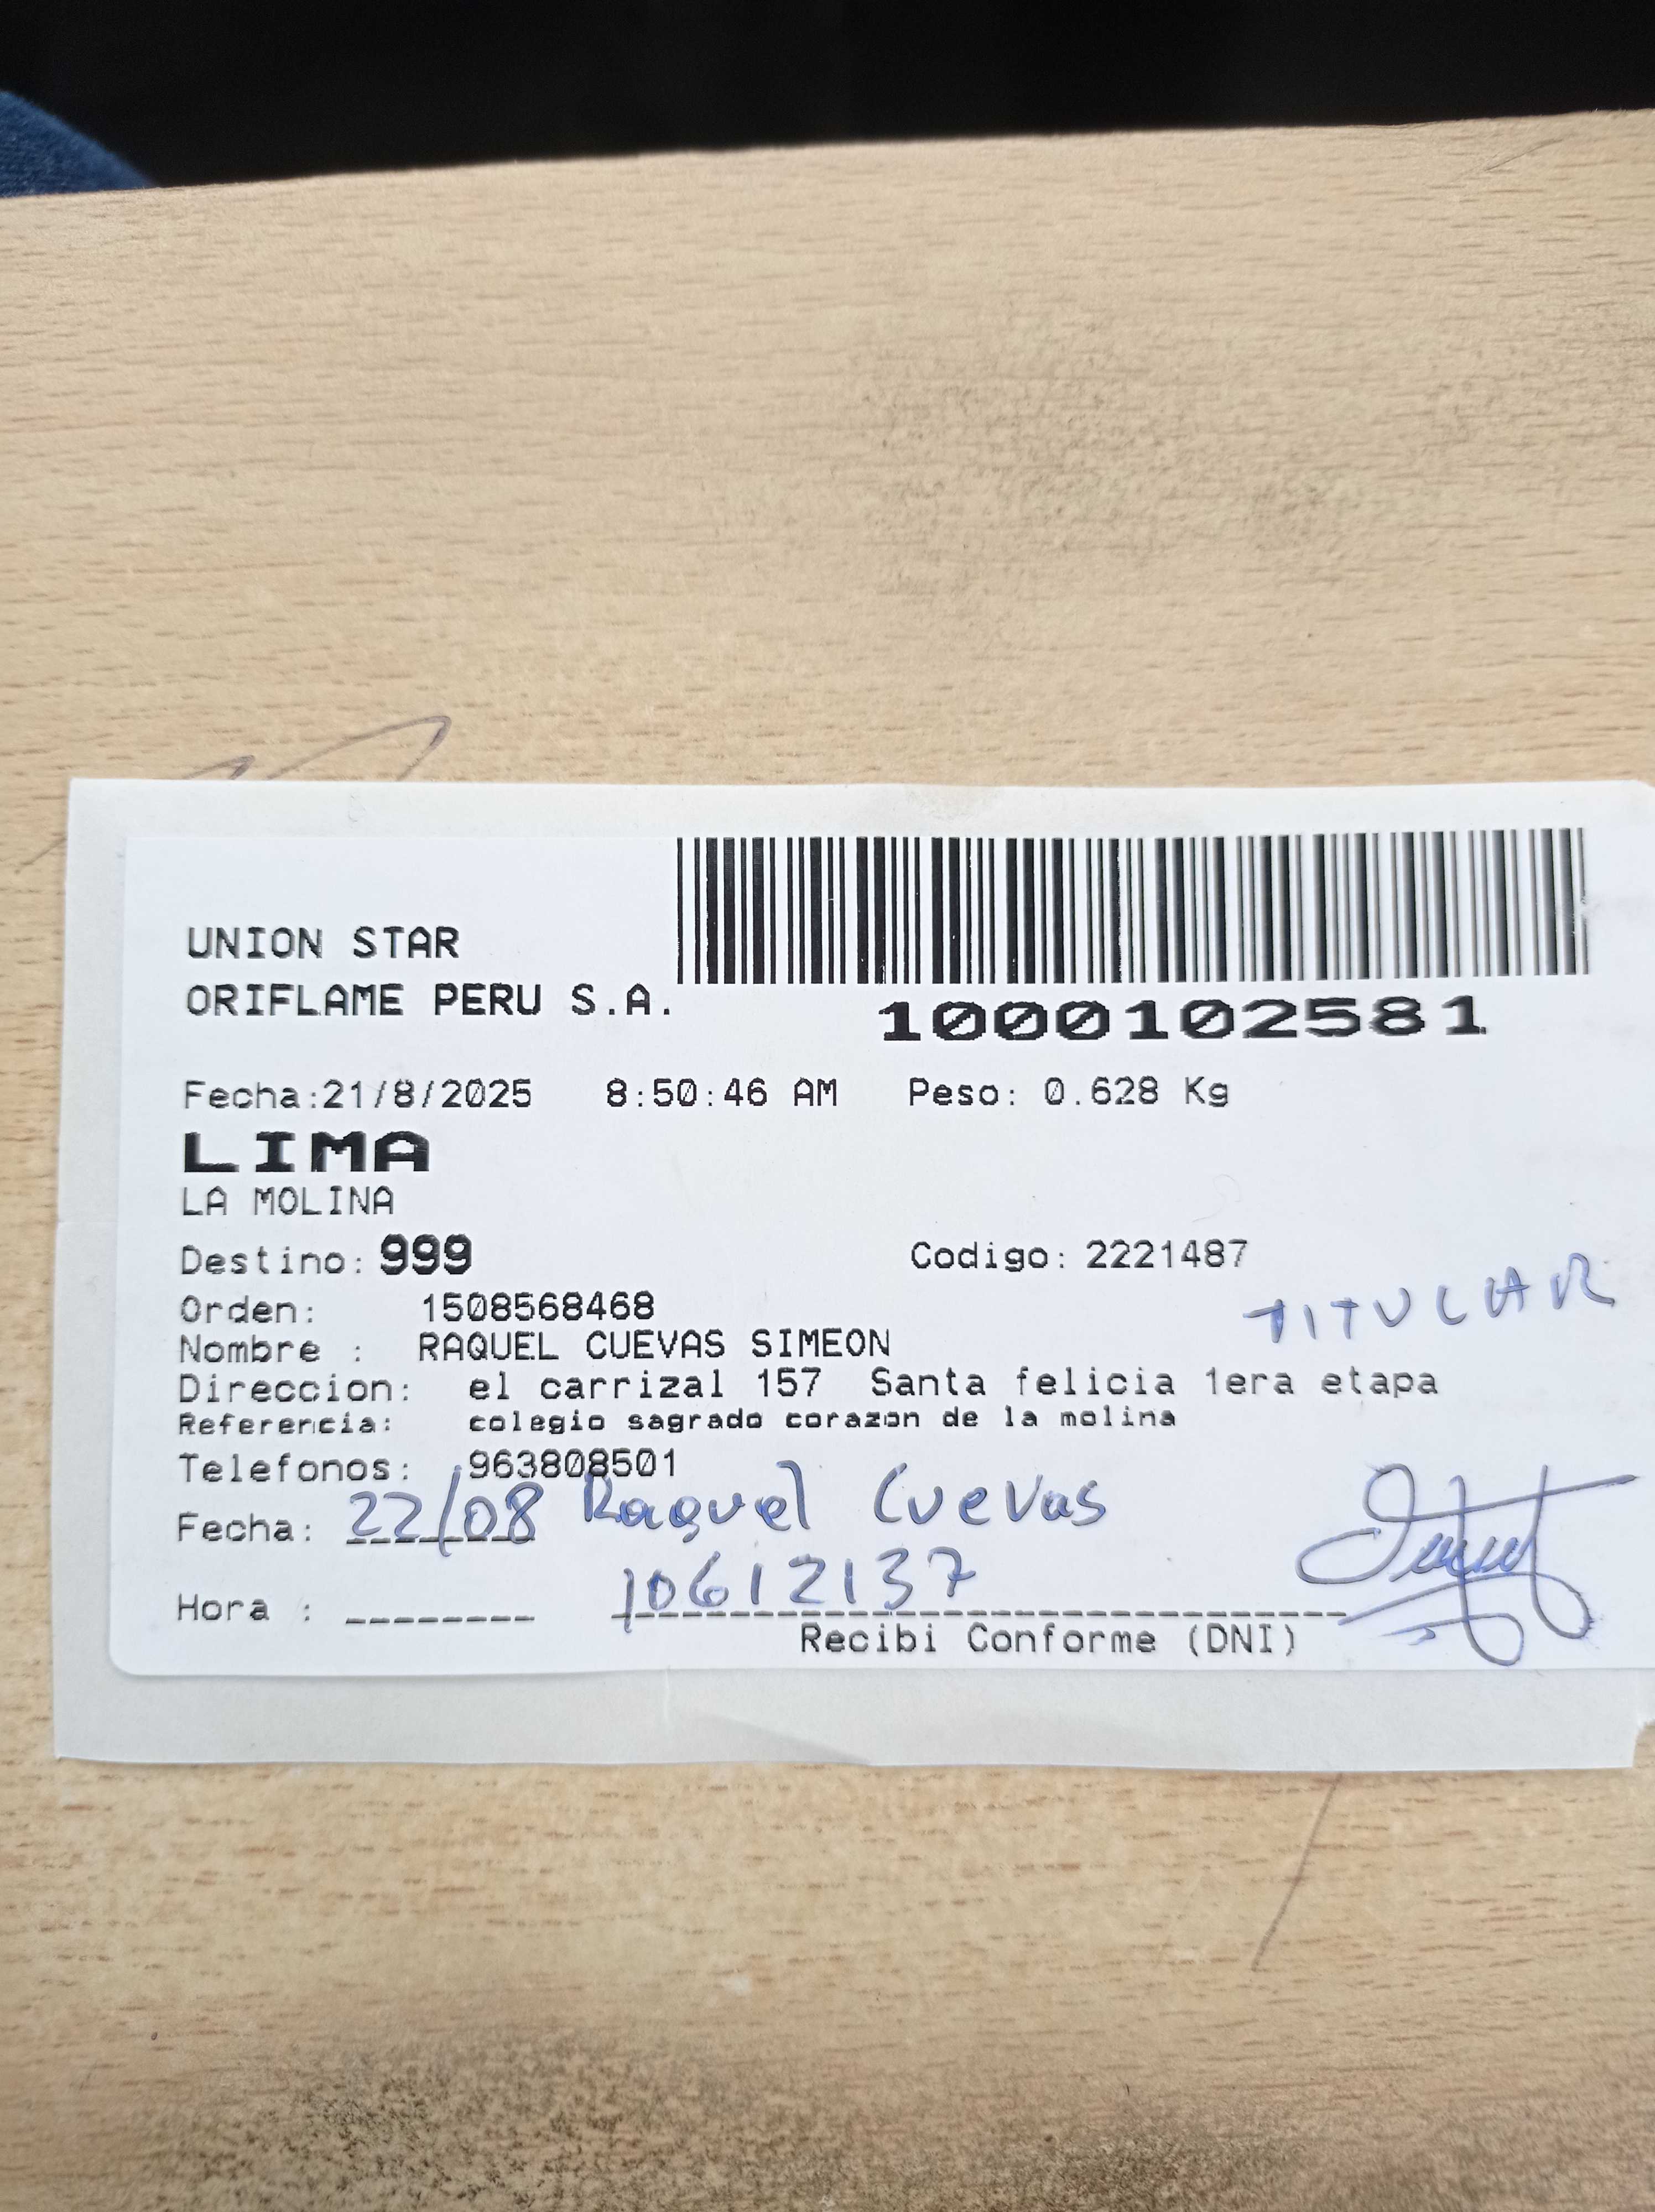 UNION STAR
ORIFLAME PERU S.A.
1000102581
Fecha:21/8/2025 8:50:46 AM Peso: 0.628 Kg
LIMA
LA MOLINA
Destino: 999 Codigo: 2221487
TITULAR
Orden: 1508568468
Nombre : RAQUEL CUEVAS SIMEON
Direccion: el carrizal 157 Santa felicia 1era etapa
Referencia: colegio sagrado corazon de la molina
Telefonos: 963808501
Fecha: 22/08 Raquel Cuevas
Hora : 10612137
Recibi Conforme (DNI)